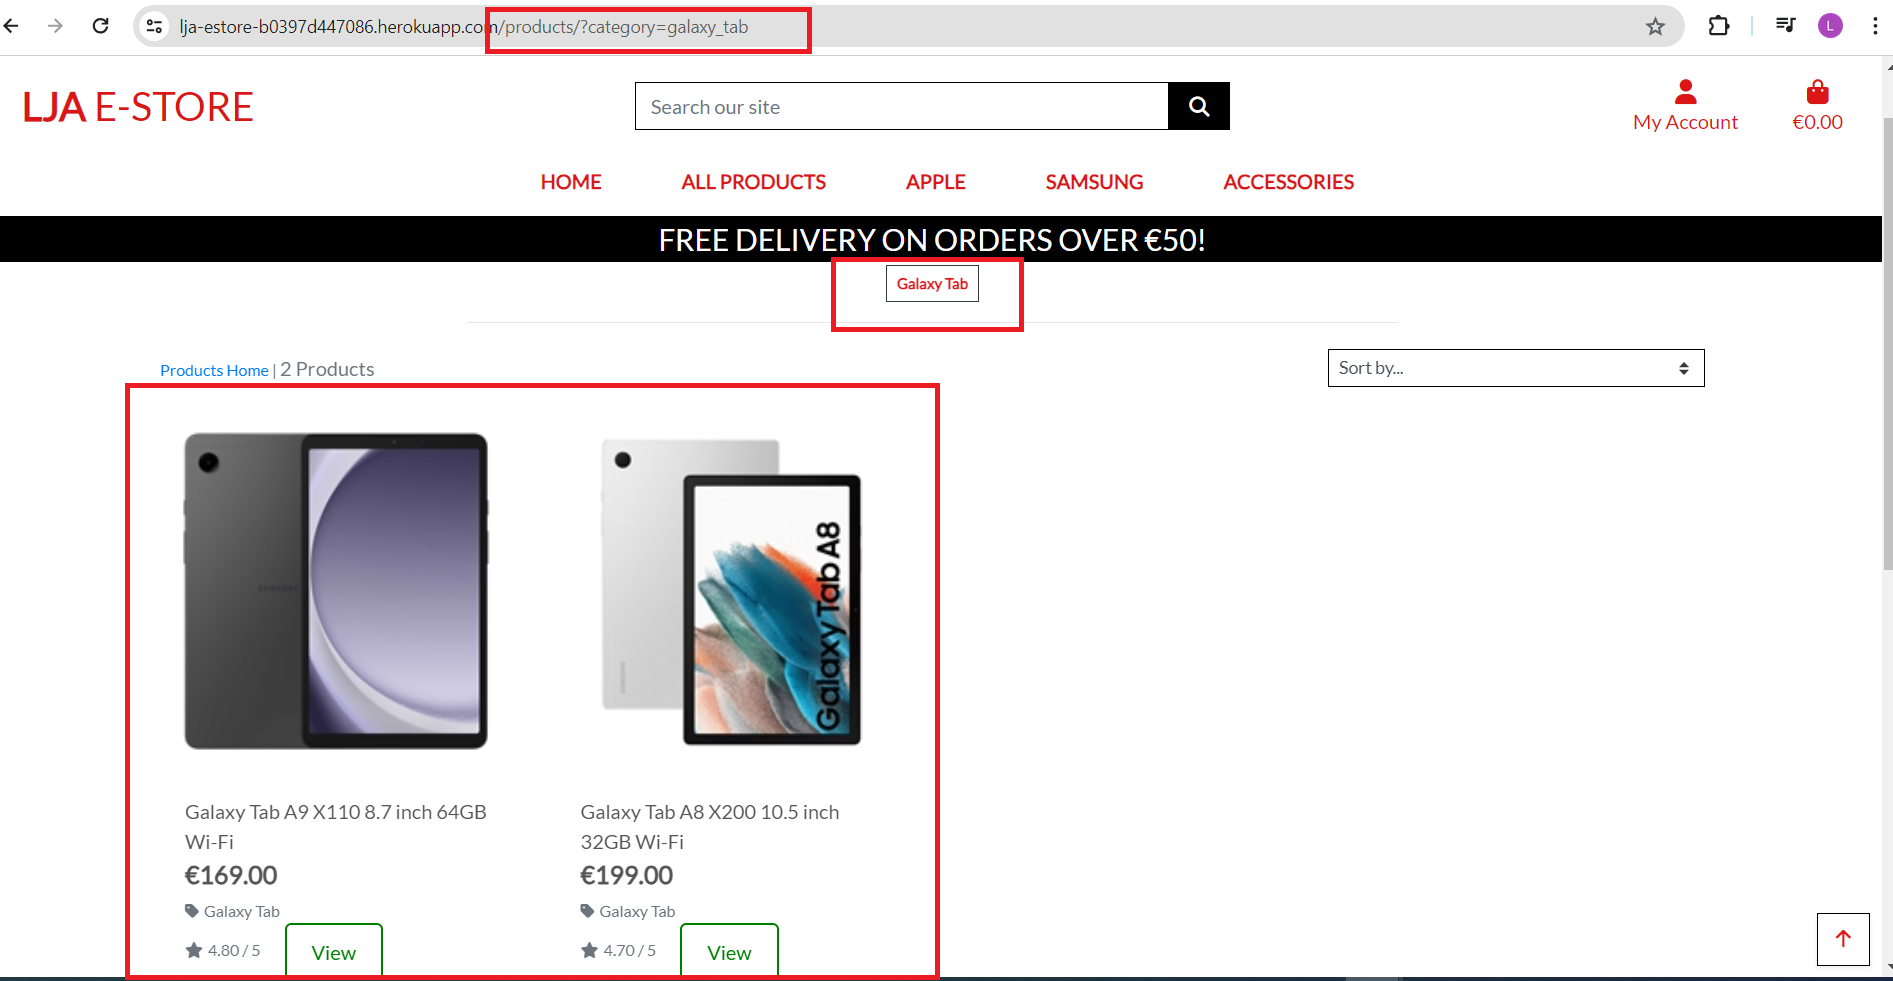 lja-estore-b0397d447086.herokuapp.com/products/?category=galaxy_tab
L
LJA E-STORE
Search our site
My Account
€0.00
HOME
ALL PRODUCTS
APPLE
SAMSUNG
ACCESSORIES
FREE DELIVERY ON ORDERS OVER €50!
Galaxy Tab
Products Home | 2 Products
Sort by...
SAMSUNG
SAMSUNG
Galaxy Tab A8
Galaxy Tab A9 X110 8.7 inch 64GB
Wi-Fi
€169.00
Galaxy Tab
4.80 / 5
View
Galaxy Tab A8 X200 10.5 inch
32GB Wi-Fi
€199.00
Galaxy Tab
4.70 / 5
View